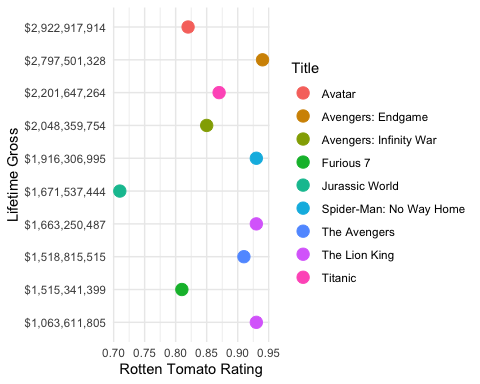 $2,922,917,914
$2,797,501,328
$2,201,647,264
$2,048,359,754
$1,916,306,995
$1,671,537,444
$1,663,250,487
$1,518,815,515
$1,515,341,399
$1,063,611,805
Lifetime Gross
0.70 0.75 0.80 0.85 0.90 0.95
Rotten Tomato Rating
Title
Avatar
Avengers: Endgame
Avengers: Infinity War
Furious 7
Jurassic World
Spider-Man: No Way Home
The Avengers
The Lion King
Titanic